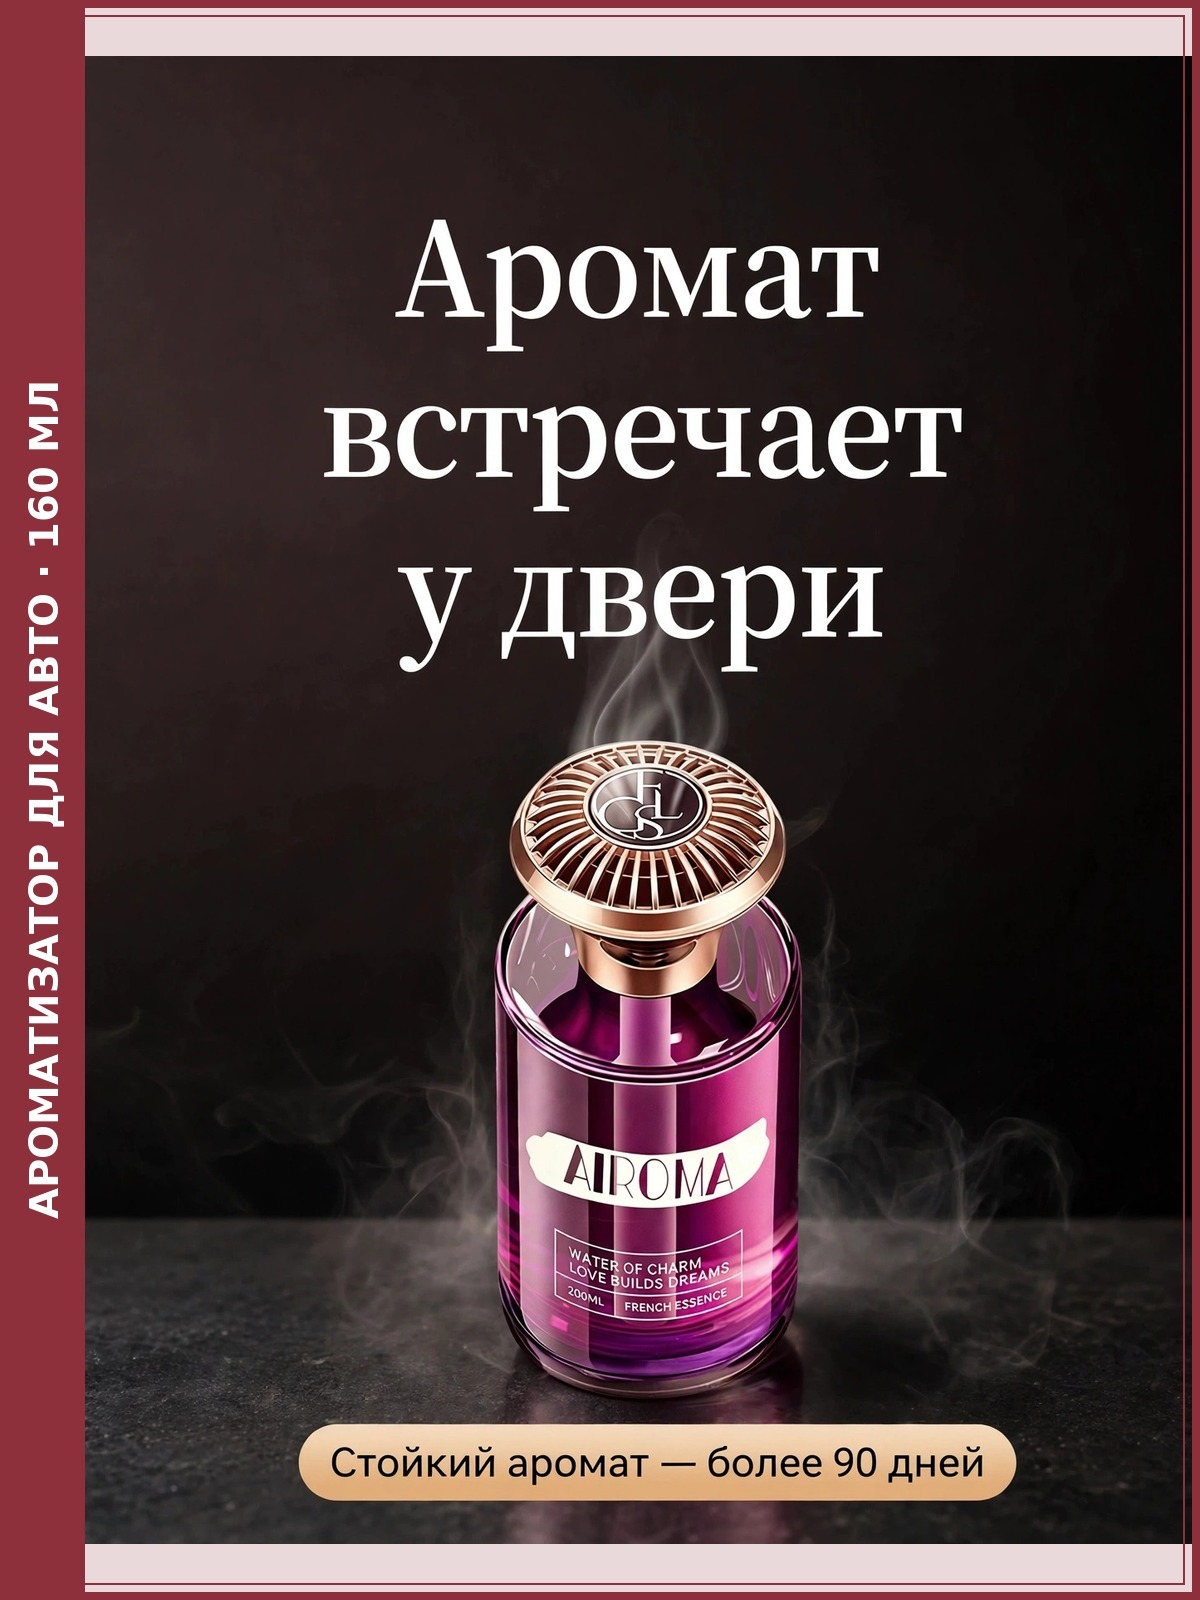 АРОМАТИЗАТОР ДЛЯ АВТО · 160 МЛ
Аромат
встречает
у двери
AIROMA
WATER OF CHARM
LOVE BUILDS DREAMS
200ML
FRENCH ESSENCE
Стойкий аромат — более 90 дней